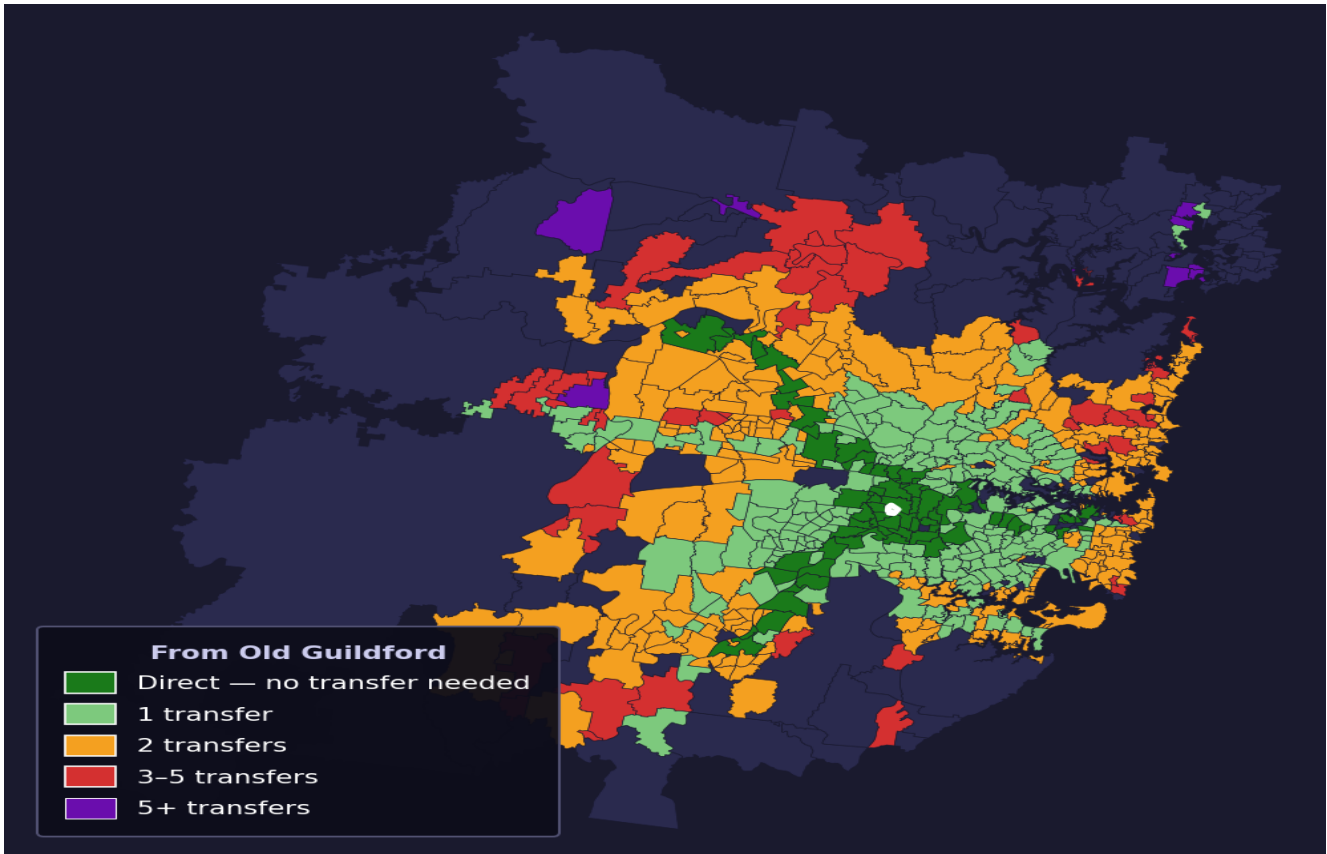 From Old Guildford
Direct — no transfer needed
1 transfer
2 transfers
3–5 transfers
5+ transfers